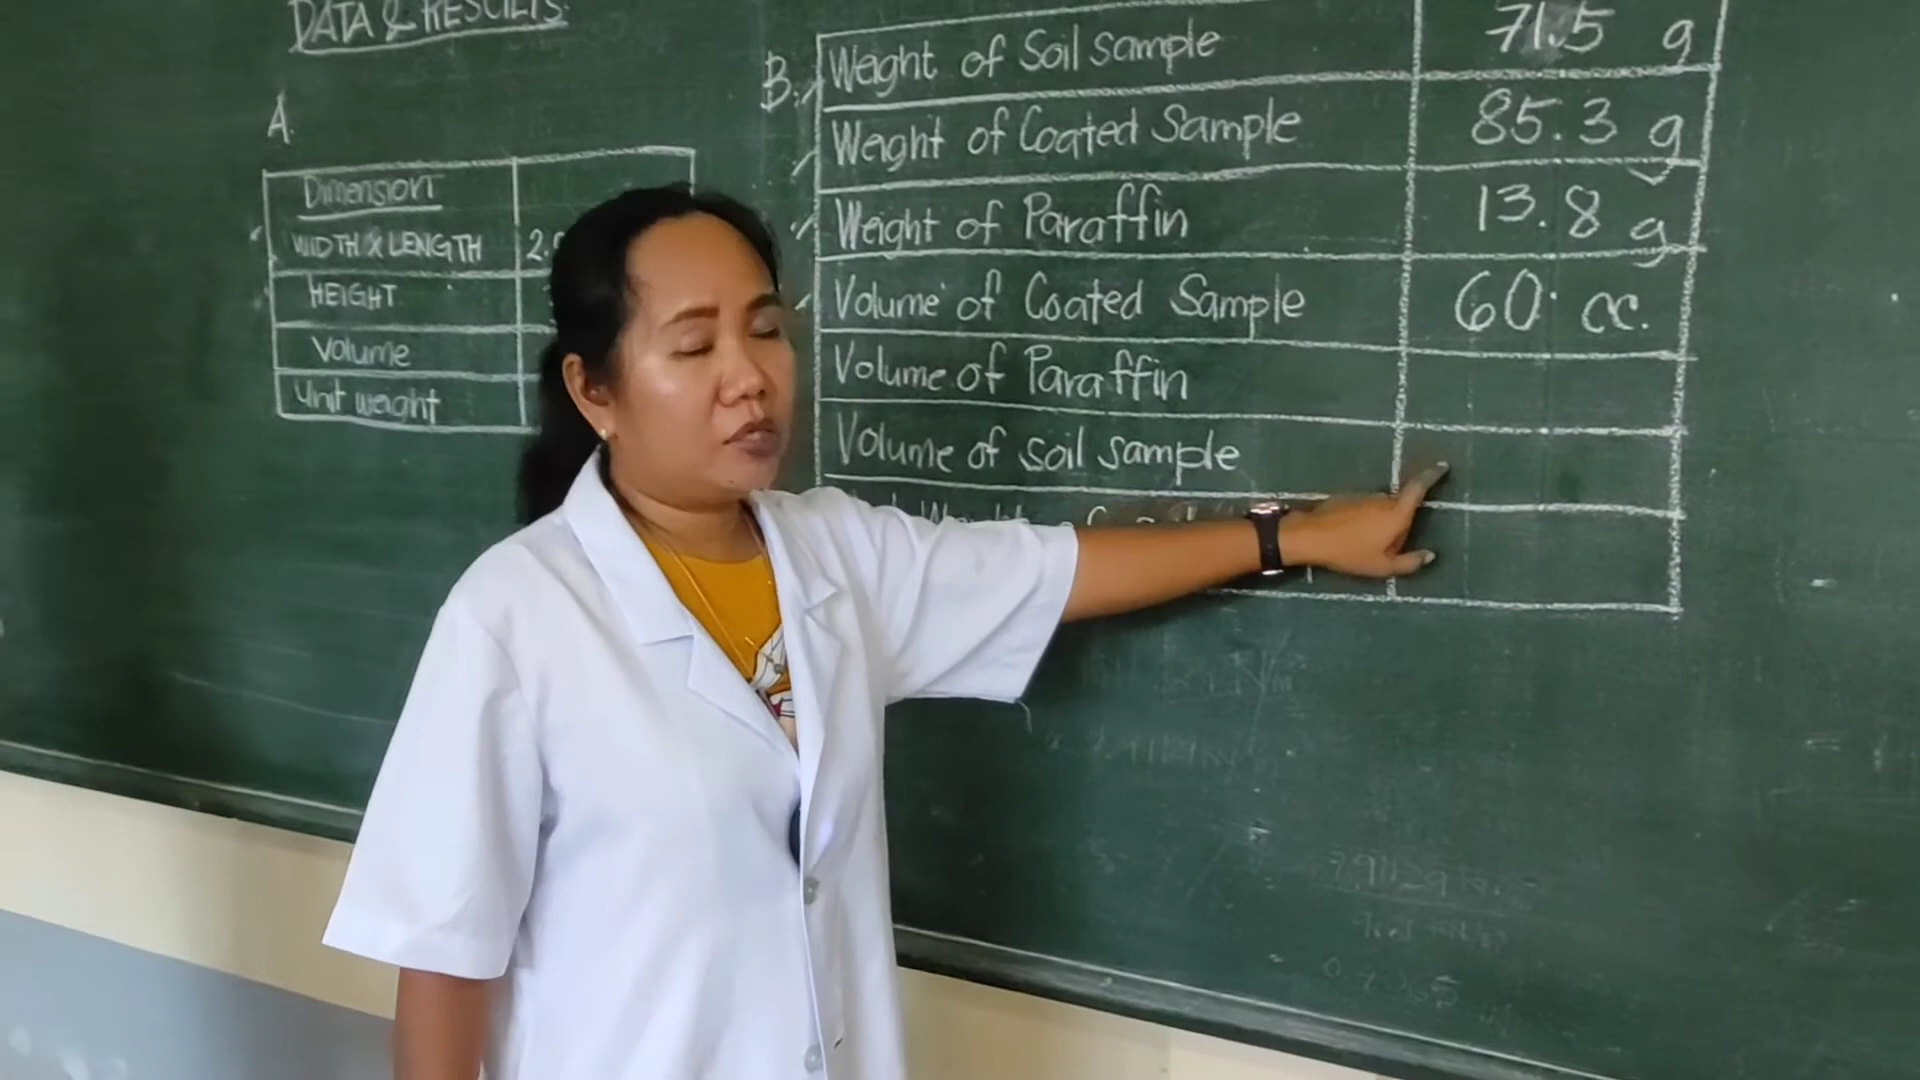 DATA & RESULTS
A.
Dimension
WIDTH X LENGTH 2.
HEIGHT
Volume
Unit weight
B.
Weight of Soil sample 71.5 g
Weight of Coated Sample 85.3 g
Weight of Paraffin 13.8 g
Volume of Coated Sample 60. cc.
Volume of Paraffin
Volume of soil sample